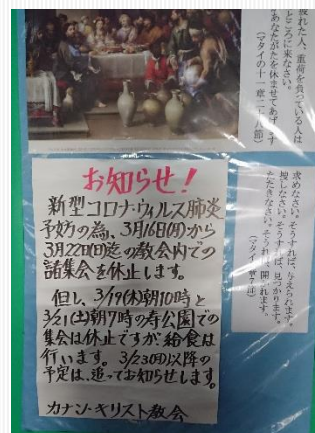 疲れた人、重荷を負っている人は
ところに来なさい。
あなたがたを休ませてあげます
(マタイの十一章二十八節)
求めなさい。そうすれば、与えられます。
捜しなさい。そうすれば、見つかります。
たたきなさい。そうすれば、開かれます。
お知らせ!
新型コロナ・ウィルス肺炎
予防の為、3月16日(月)から
3月22日(日)迄の教会内での
諸集会を休止します。
但し、3/19(木)朝10時と
3/21(土)朝7時の寿公園での
集会は休止ですが給食は
行います。3/23(月)以降の
予定は、追ってお知らせします。
カナン・キリスト教会